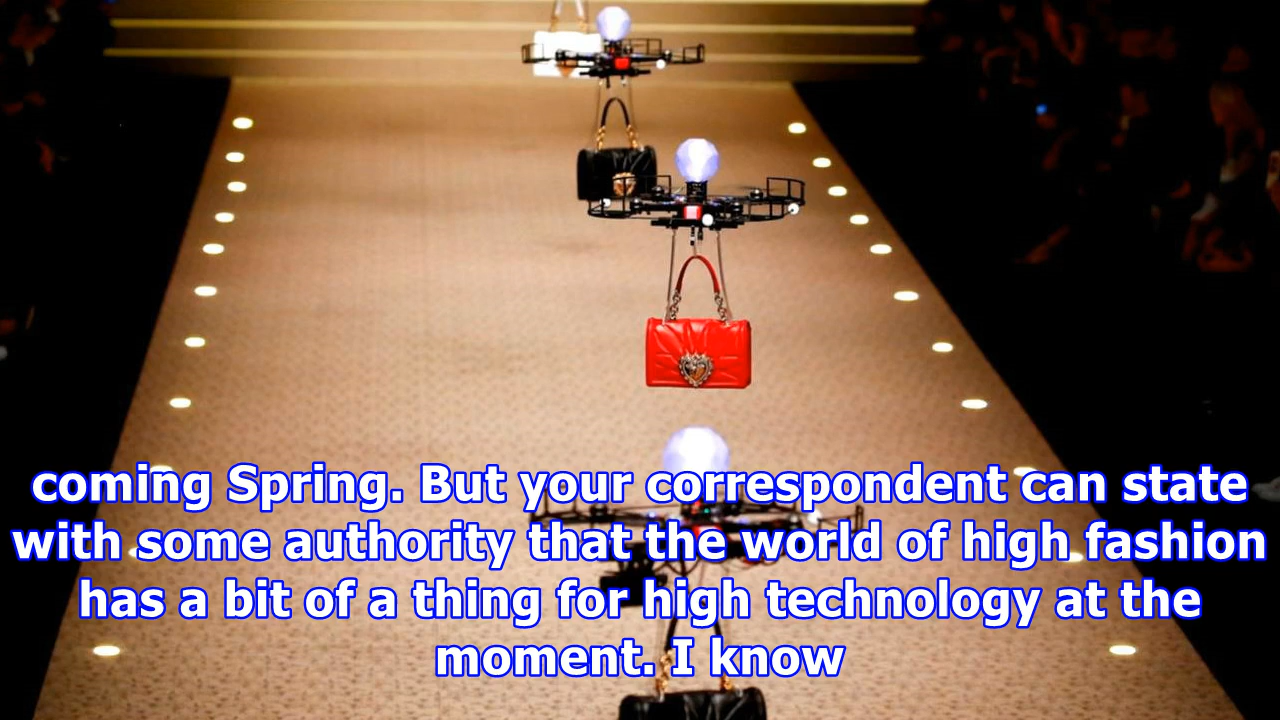 coming Spring. But your correspondent can state
with some authority that the world of high fashion
has a bit of a thing for high technology at the
moment. I know